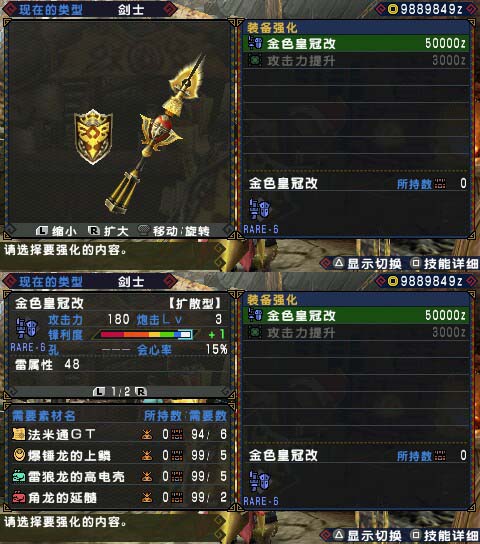 现在的类型 剑士
9889849z
装备强化
金色皇冠改 50000z
攻击力提升 3000z
金色皇冠改 所持数 0
RARE-6
L 缩小 R 扩大 移动/旋转
请选择要强化的内容。
△显示切换 □技能详细
现在的类型 剑士
9889849z
金色皇冠改 【扩散型】
攻击力 180 炮击Lv 3
锋利度 +1
RARE-6 孔 ––– 会心率 15%
雷属性 48
L 1/2 R
需要素材名 所持数/需要数
法米通GT 0 94/ 6
爆锤龙的上鳞 0 99/ 5
雷狼龙的高电壳 0 99/ 5
角龙的延髓 0 99/ 2
装备强化
金色皇冠改 50000z
攻击力提升 3000z
金色皇冠改 所持数 0
RARE-6
请选择要强化的内容。
△显示切换 □技能详细